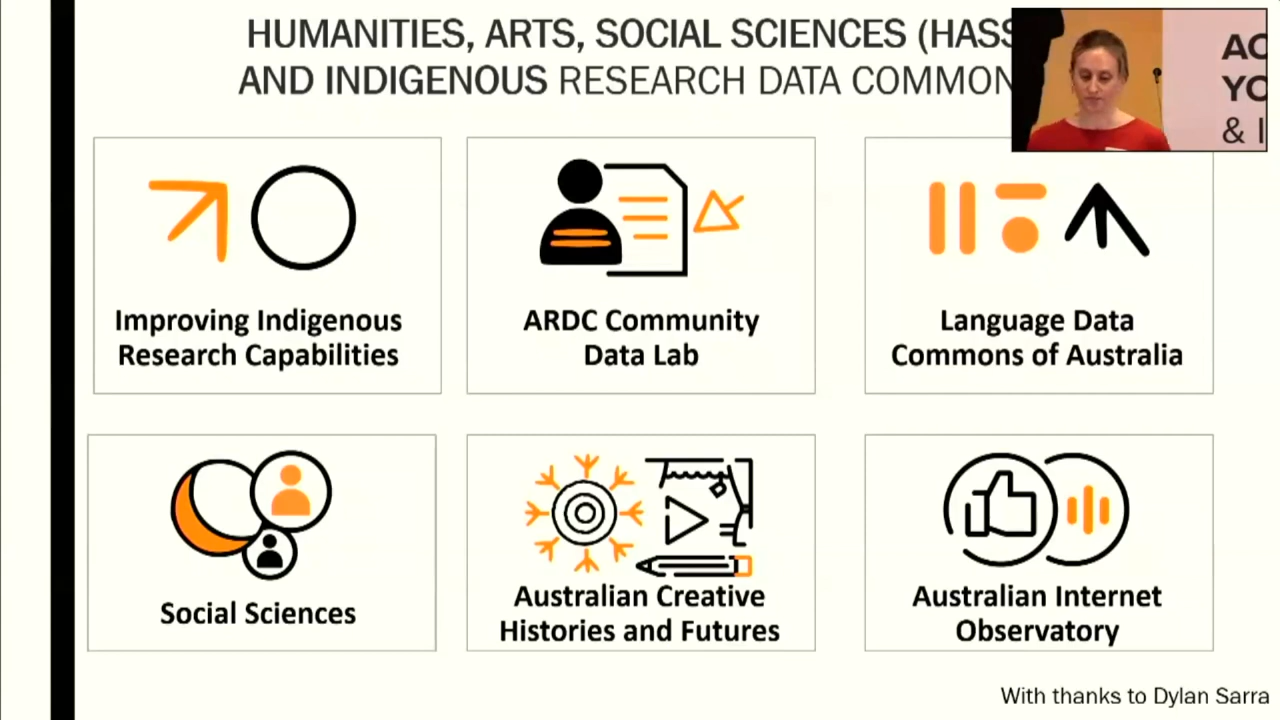 HUMANITIES, ARTS, SOCIAL SCIENCES (HASS
AND INDIGENOUS RESEARCH DATA COMMON
AC
YO
& I
Improving Indigenous
Research Capabilities
ARDC Community
Data Lab
Language Data
Commons of Australia
Social Sciences
Australian Creative
Histories and Futures
Australian Internet
Observatory
With thanks to Dylan Sarra